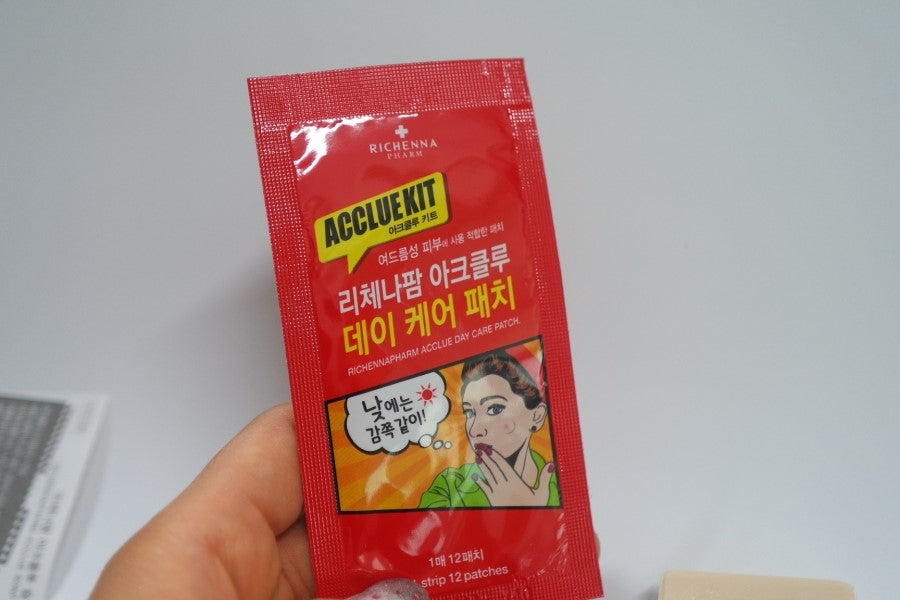 RICHENNA
PHARM
ACCLUEKIT
아크클루 키트
여드름성 피부에 사용 적합한 패치
리체나팜 아크클루
데이 케어 패치
RICHENNAPHARM ACCLUE DAY CARE PATCH.
낮에는
감쪽같이!
1매 12패치
strip 12 patches